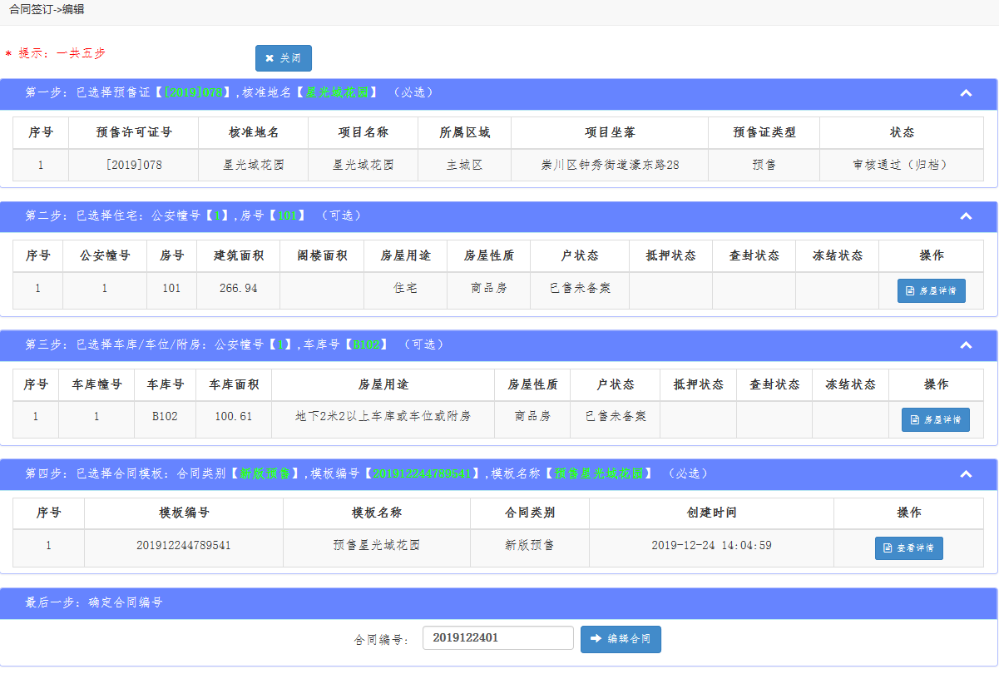 合同签订->编辑
* 提示：一共五步
关闭
第一步：已选择预售证【[2019]078】,核准地名【星光域花园】 （必选）
序号 预售许可证号 核准地名 项目名称 所属区域 项目坐落 预售证类型 状态
1 [2019]078 星光域花园 星光域花园 主城区 崇川区钟秀街道濠东路28 预售 审核通过（归档）
第二步：已选择住宅：公安幢号【1】,房号【101】 （可选）
序号 公安幢号 房号 建筑面积 阁楼面积 房屋用途 房屋性质 户状态 抵押状态 查封状态 冻结状态 操作
1 1 101 266.94 住宅 商品房 已售未备案 房屋详情
第三步：已选择车库/车位/附房：公安幢号【1】,车库号【B102】 （可选）
序号 车库幢号 车库号 车库面积 房屋用途 房屋性质 户状态 抵押状态 查封状态 冻结状态 操作
1 1 B102 100.61 地下2米2以上车库或车位或附房 商品房 已售未备案 房屋详情
第四步：已选择合同模板：合同类别【新版预售】,模板编号【201912244789541】,模板名称【预售星光域花园】 （必选）
序号 模板编号 模板名称 合同类别 创建时间 操作
1 201912244789541 预售星光域花园 新版预售 2019-12-24 14:04:59 查看详情
最后一步：确定合同编号
合同编号： 2019122401 编辑合同